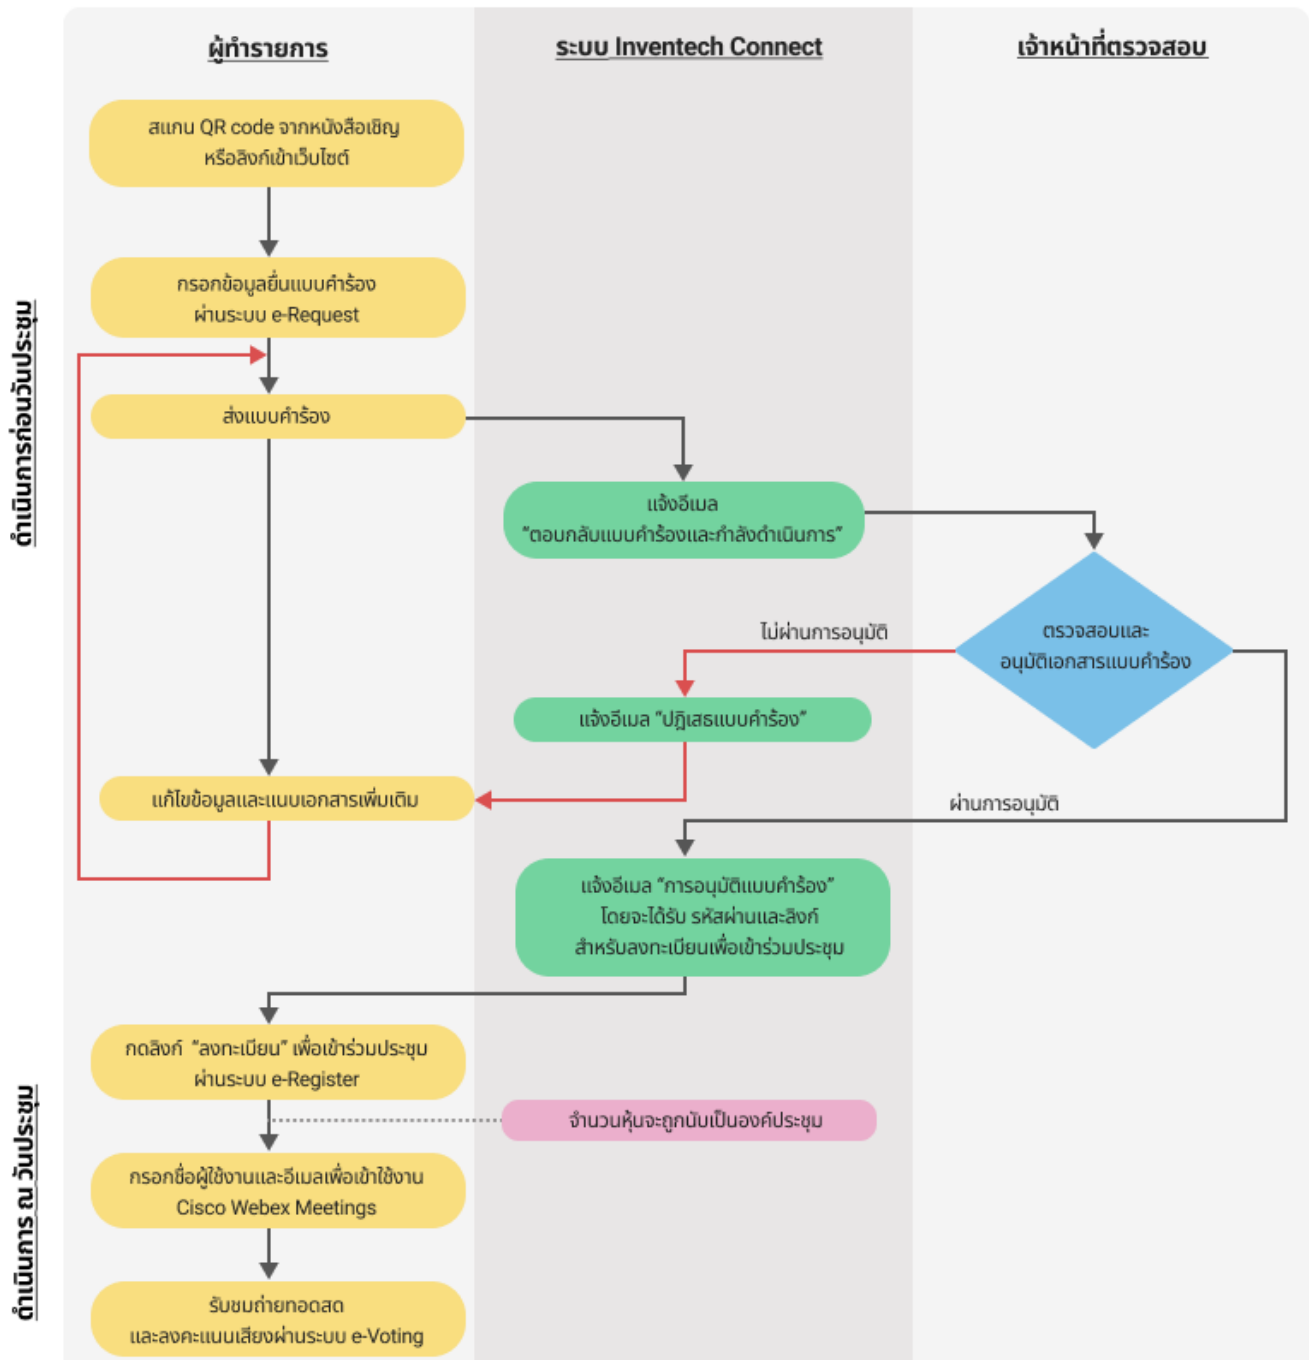 ผู้ทำรายการ
ระบบ Inventech Connect
เจ้าหน้าที่ตรวจสอบ
ดำเนินการก่อนวันประชุม
สแกน QR code จากหนังสือเชิญ
หรือลิงก์เข้าเว็บไซต์
กรอกข้อมูลยื่นแบบคำร้อง
ผ่านระบบ e-Request
ส่งแบบคำร้อง
แจ้งอีเมล
“ตอบกลับแบบคำร้องและกำลังดำเนินการ”
ตรวจสอบและ
อนุมัติเอกสารแบบคำร้อง
ไม่ผ่านการอนุมัติ
แจ้งอีเมล “ปฏิเสธแบบคำร้อง”
แก้ไขข้อมูลและแนบเอกสารเพิ่มเติม
ผ่านการอนุมัติ
แจ้งอีเมล “การอนุมัติแบบคำร้อง”
โดยจะได้รับ รหัสผ่านและลิงก์
สำหรับลงทะเบียนเพื่อเข้าร่วมประชุม
ดำเนินการ ณ วันประชุม
กดลิงก์ “ลงทะเบียน” เพื่อเข้าร่วมประชุม
ผ่านระบบ e-Register
จำนวนหุ้นจะถูกนับเป็นองค์ประชุม
กรอกชื่อผู้ใช้งานและอีเมลเพื่อเข้าใช้งาน
Cisco Webex Meetings
รับชมถ่ายทอดสด
และลงคะแนนเสียงผ่านระบบ e-Voting